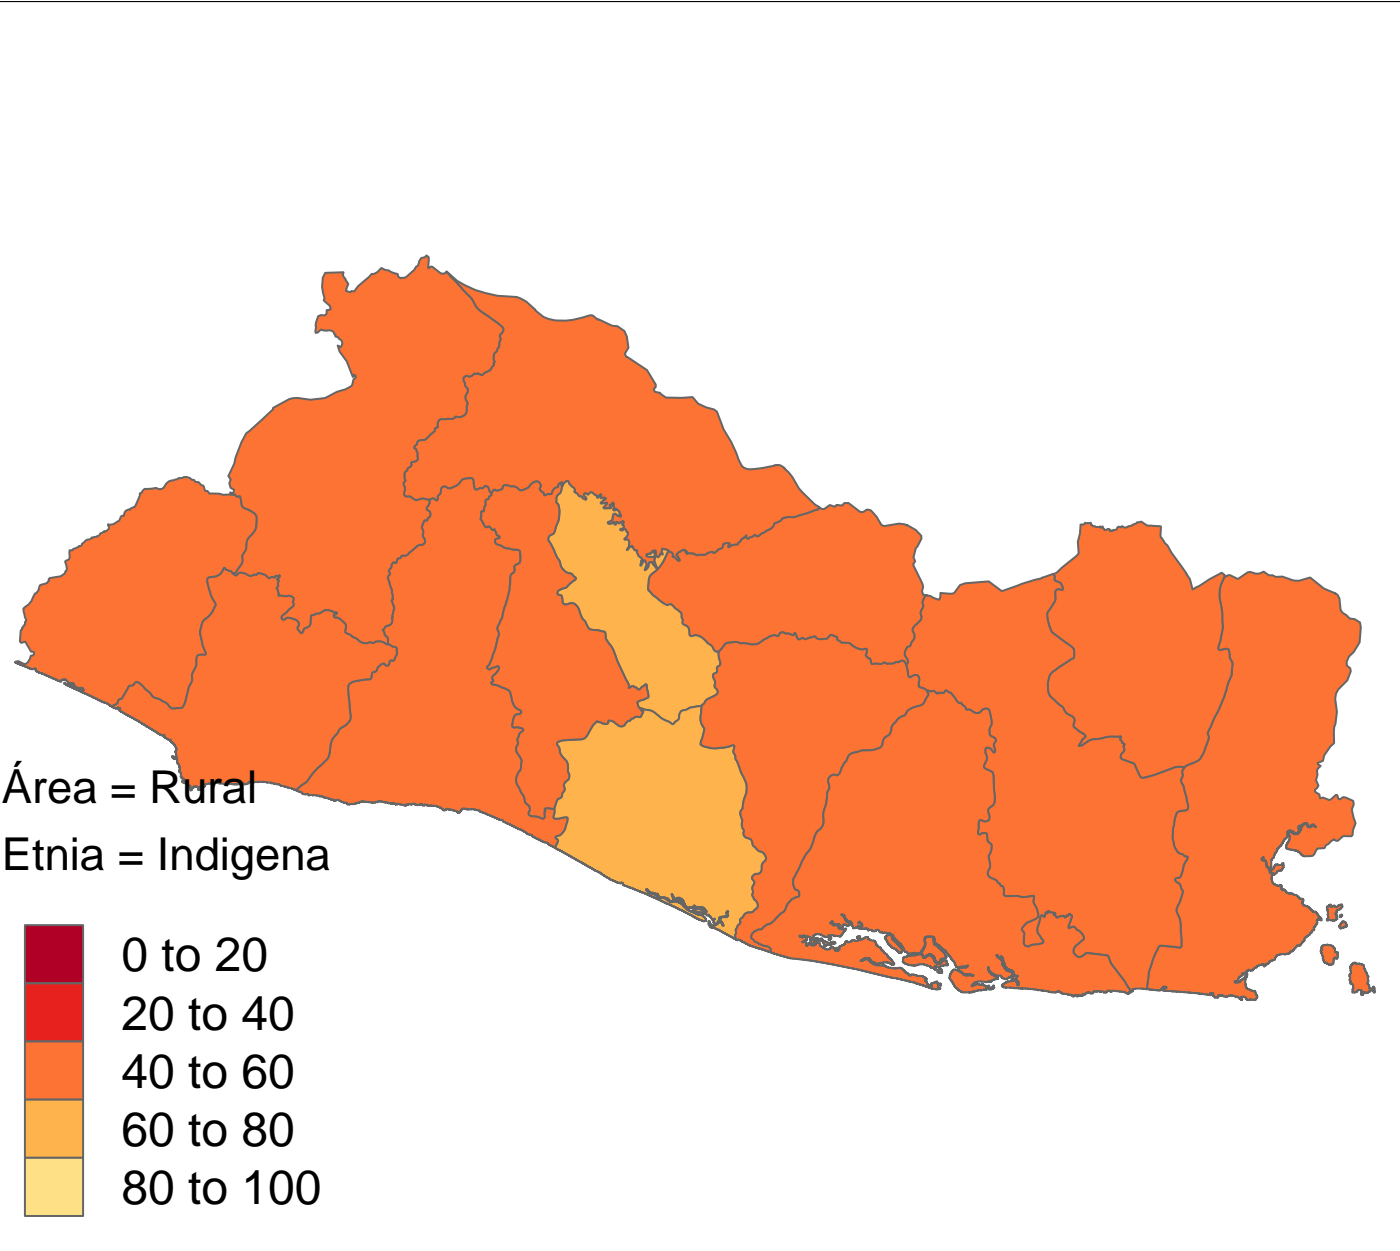 Área = Rural
Etnia = Indigena
0 to 20
20 to 40
40 to 60
60 to 80
80 to 100